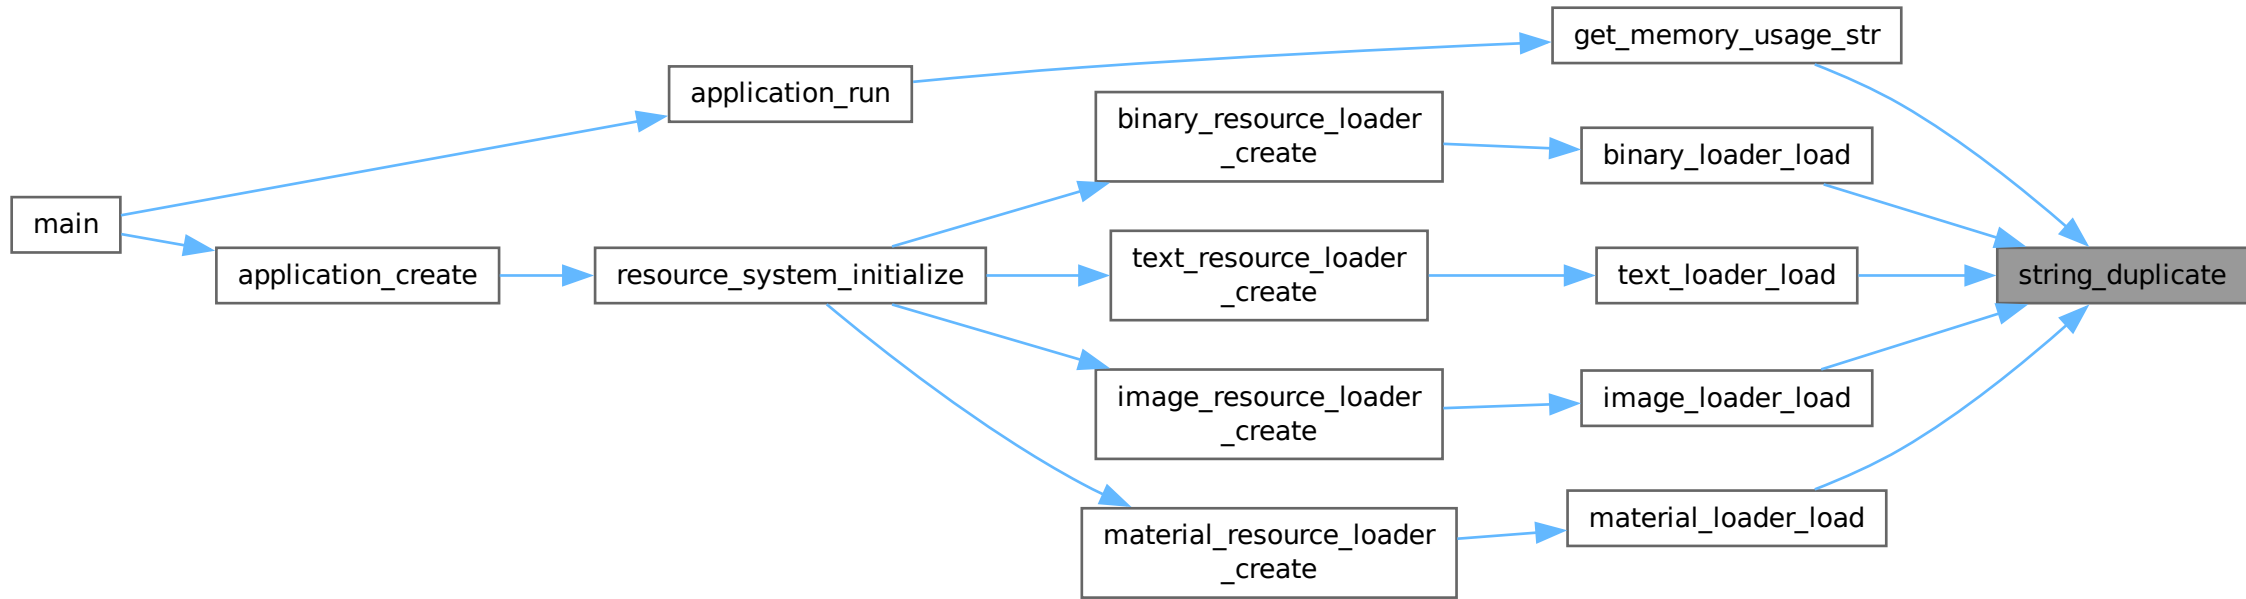 get_memory_usage_str
application_run
binary_resource_loader
_create
binary_loader_load
main
application_create
resource_system_initialize
text_resource_loader
_create
text_loader_load
string_duplicate
image_resource_loader
_create
image_loader_load
material_resource_loader
_create
material_loader_load